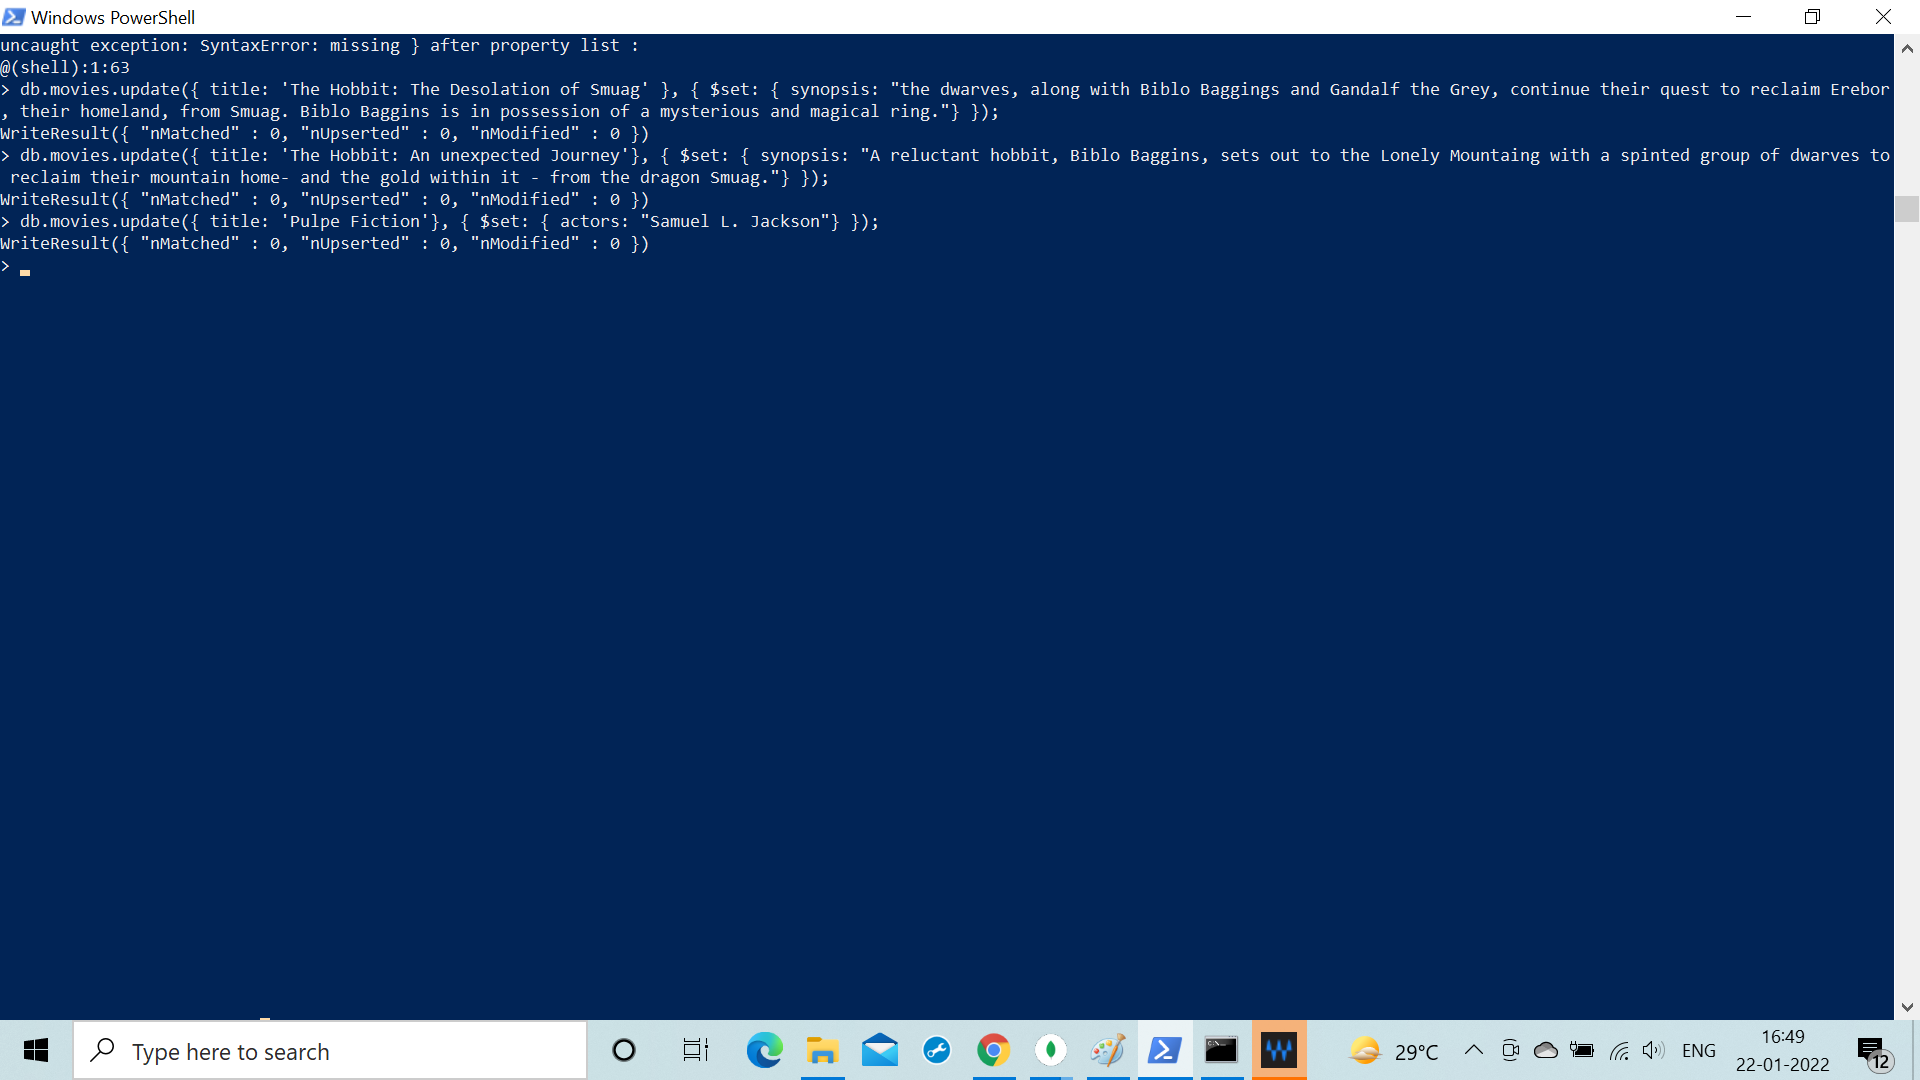 Windows PowerShell
uncaught exception: SyntaxError: missing } after property list :
@(shell):1:63
> db.movies.update({ title: 'The Hobbit: The Desolation of Smuag' }, { $set: { synopsis: "the dwarves, along with Biblo Baggings and Gandalf the Grey, continue their quest to reclaim Erebor
, their homeland, from Smuag. Biblo Baggins is in possession of a mysterious and magical ring."} });
WriteResult({ "nMatched" : 0, "nUpserted" : 0, "nModified" : 0 })
> db.movies.update({ title: 'The Hobbit: An unexpected Journey'}, { $set: { synopsis: "A reluctant hobbit, Biblo Baggins, sets out to the Lonely Mountaing with a spinted group of dwarves to
 reclaim their mountain home- and the gold within it - from the dragon Smuag."} });
WriteResult({ "nMatched" : 0, "nUpserted" : 0, "nModified" : 0 })
> db.movies.update({ title: 'Pulpe Fiction'}, { $set: { actors: "Samuel L. Jackson"} });
WriteResult({ "nMatched" : 0, "nUpserted" : 0, "nModified" : 0 })
>
Type here to search
29°C
ENG
16:49
22-01-2022
12